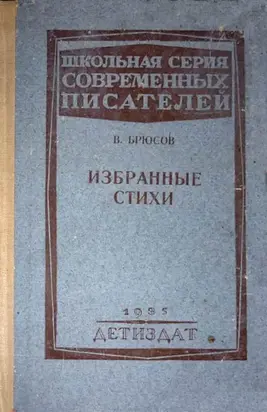 ШКОЛЬНАЯ СЕРИЯ
СОВРЕМЕННЫХ
ПИСАТЕЛЕЙ
В. БРЮСОВ
ИЗБРАННЫЕ
СТИХИ
1935
ДЕТИЗДАТ